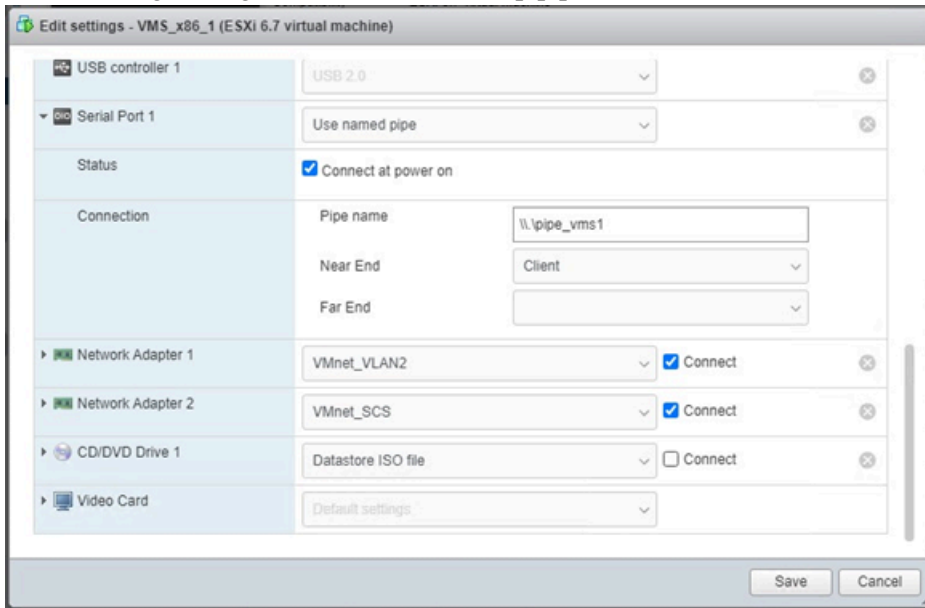 Edit settings - VMS_x86_1 (ESXi 6.7 virtual machine)
USB controller 1
USB 2.0
Serial Port 1
Use named pipe
Status
Connect at power on
Connection
Pipe name
\\.\pipe_vms1
Near End
Client
Far End
Network Adapter 1
VMnet_VLAN2
Connect
Network Adapter 2
VMnet_SCS
Connect
CD/DVD Drive 1
Datastore ISO file
Connect
Video Card
Default settings
Save
Cancel